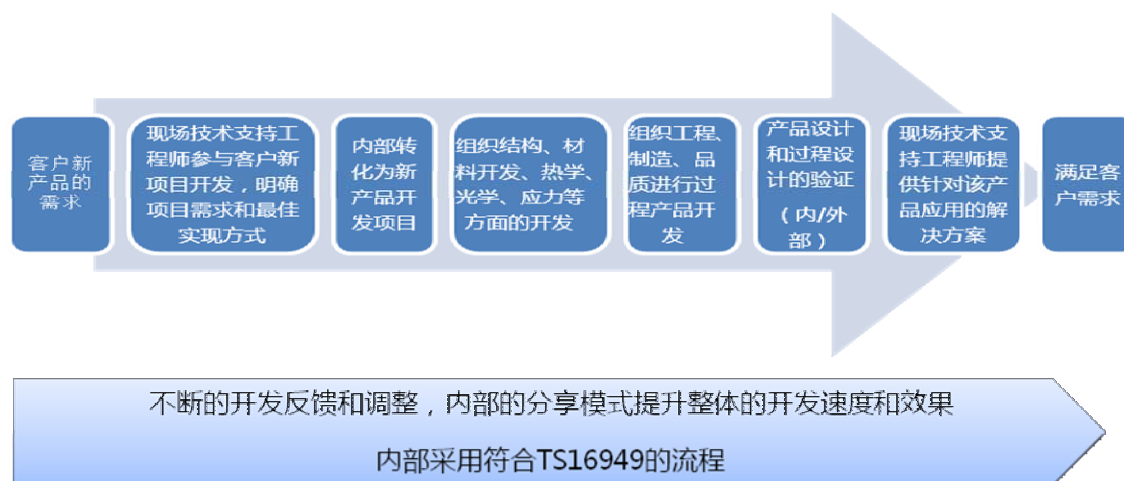 客户新
产品的
需求
现场技术支持工
程师参与客户新
项目开发，明确
项目需求和最佳
实现方式
内部转
化为新
产品开
发项目
组织结构、材
料开发、热学、
光学、应力等
方面的开发
组织工程、
制造、品
质进行过
程产品开
发
产品设计
和过程设
计的验证
（内/外
部）
现场技术支
持工程师提
供针对该产
品应用的解
决方案
满足客
户需求
不断的开发反馈和调整，内部的分享模式提升整体的开发速度和效果
内部采用符合TS16949的流程